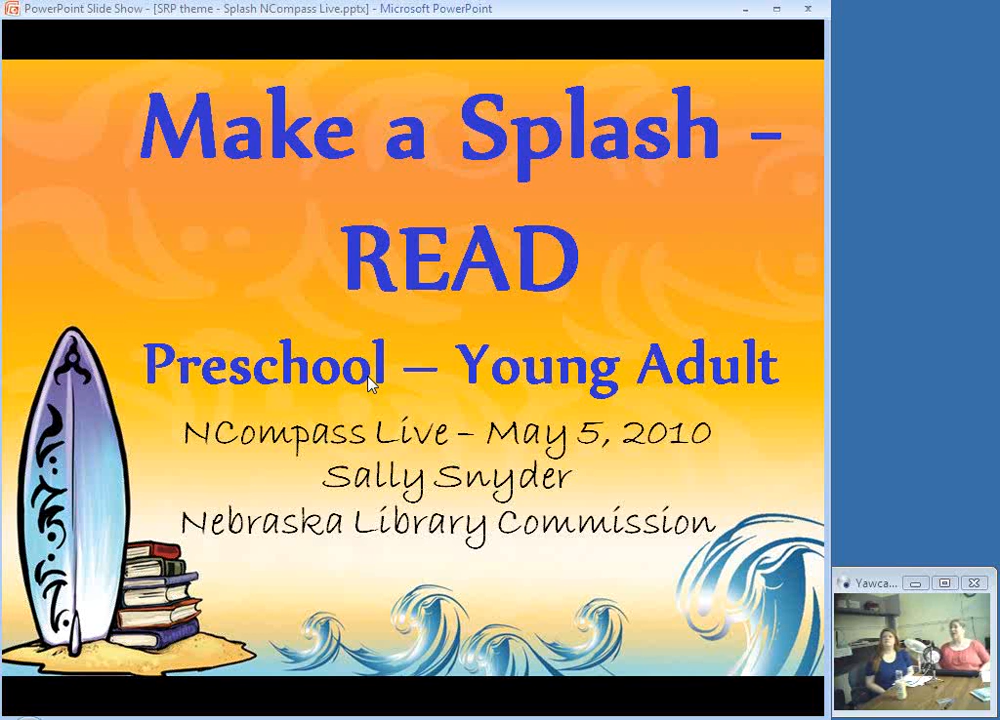 PowerPoint Slide Show - [SRP theme - Splash NCompass Live.pptx] - Microsoft PowerPoint
Make a Splash -
READ
Preschool – Young Adult
NCompass Live – May 5, 2010
Sally Snyder
Nebraska Library Commission
Yawca...